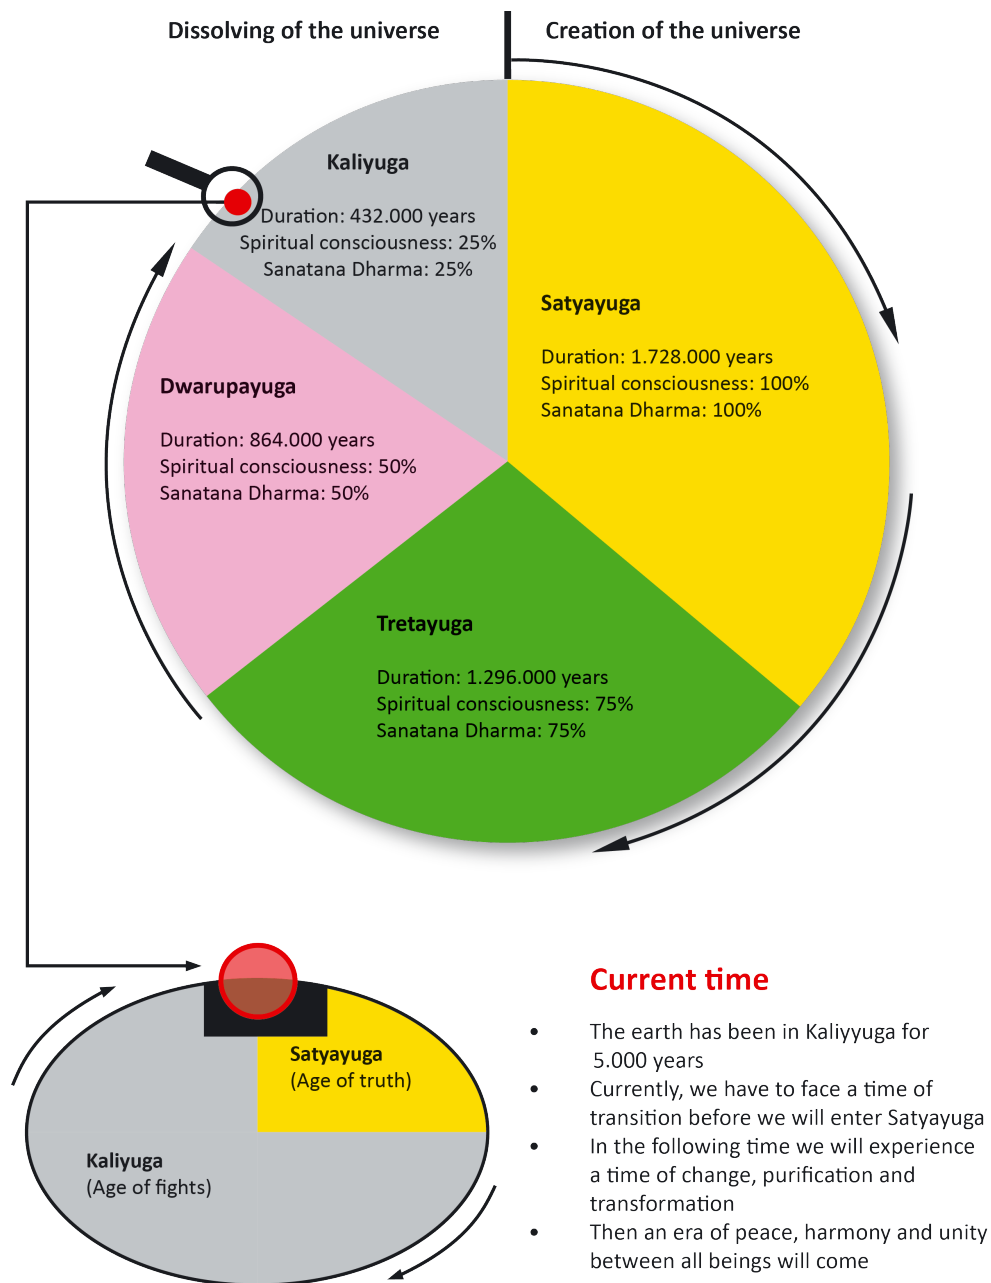 Dissolving of the universe
Creation of the universe
Kaliyuga
Duration: 432.000 years
Spiritual consciousness: 25%
Sanatana Dharma: 25%
Satyayuga
Duration: 1.728.000 years
Spiritual consciousness: 100%
Sanatana Dharma: 100%
Dwarupayuga
Duration: 864.000 years
Spiritual consciousness: 50%
Sanatana Dharma: 50%
Tretayuga
Duration: 1.296.000 years
Spiritual consciousness: 75%
Sanatana Dharma: 75%
Satyayuga
(Age of truth)
Kaliyuga
(Age of fights)
Current time
• The earth has been in Kaliyyuga for
5.000 years
• Currently, we have to face a time of
transition before we will enter Satyayuga
• In the following time we will experience
a time of change, purification and
transformation
• Then an era of peace, harmony and unity
between all beings will come